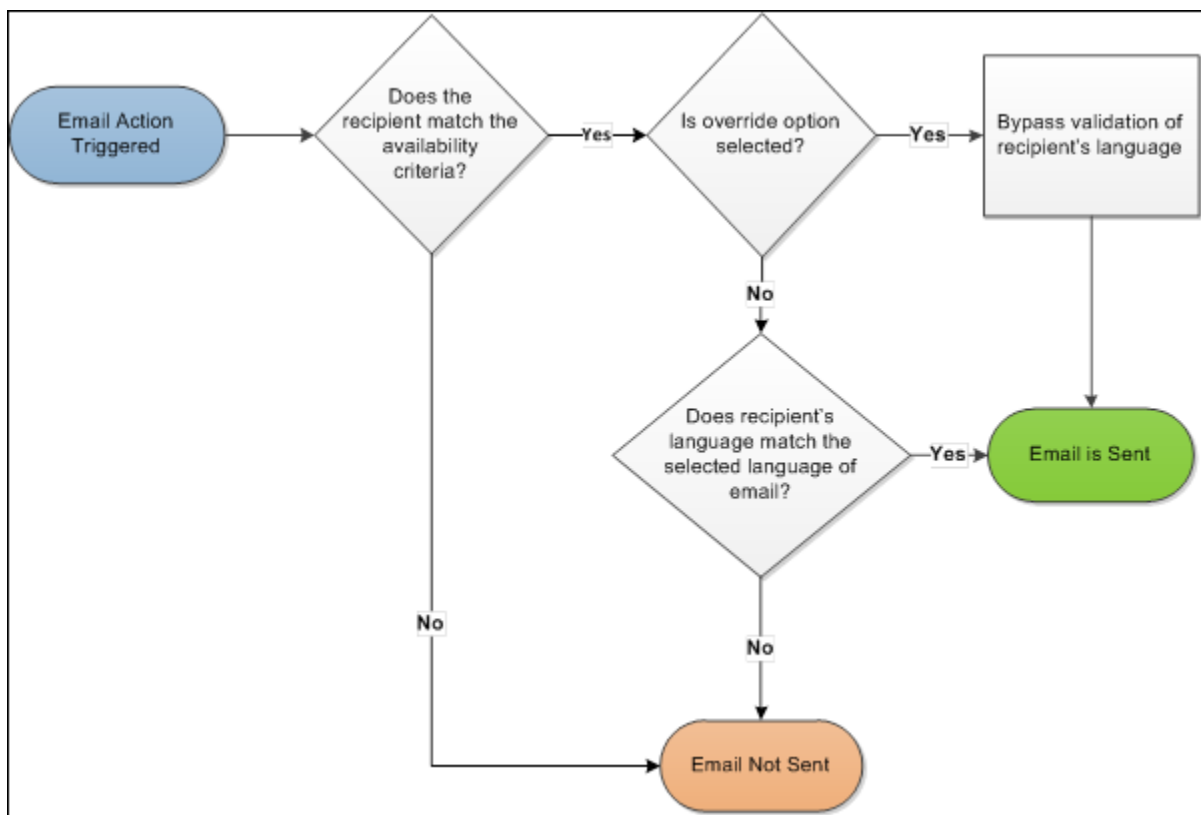 Email Action
Triggered
Does the
recipient match the
availability
criteria?
Yes
Is override option
selected?
Yes
Bypass validation of
recipient's language
No
Does recipient's
language match the
selected language of
email?
Yes
Email is Sent
No
No
Email Not Sent